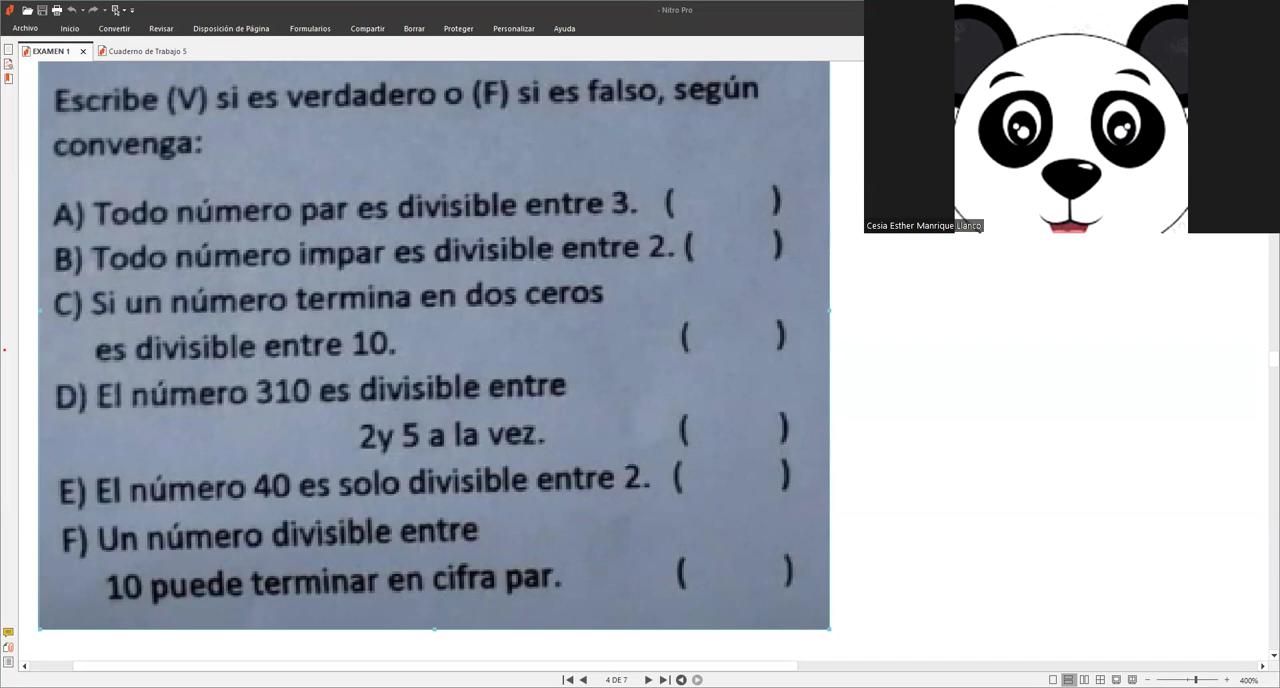 - Nitro Pro
Archivo Inicio Convertir Revisar Disposición de Página Formularios Compartir Borrar Proteger Personalizar Ayuda
EXAMEN 1 Cuaderno de Trabajo 5
Escribe (V) si es verdadero o (F) si es falso, según
convenga:
A) Todo número par es divisible entre 3. ( )
B) Todo número impar es divisible entre 2. ( )
C) Si un número termina en dos ceros
es divisible entre 10. ( )
D) El número 310 es divisible entre
2y 5 a la vez. ( )
E) El número 40 es solo divisible entre 2. ( )
F) Un número divisible entre
10 puede terminar en cifra par. ( )
Cesia Esther Manrique Llanco
4 DE 7
400%